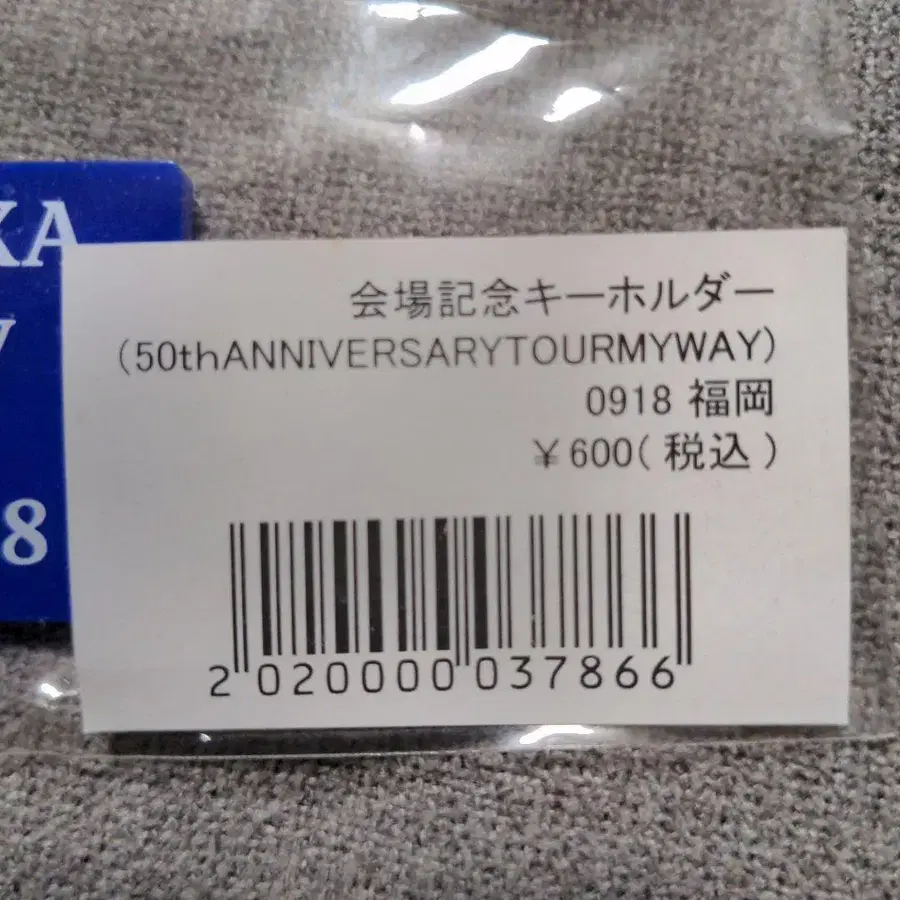 会場記念キーホルダー
(50thANNIVERSARYTOURMYWAY)
0918 福岡
¥600(税込)
2020000037866
KA
8